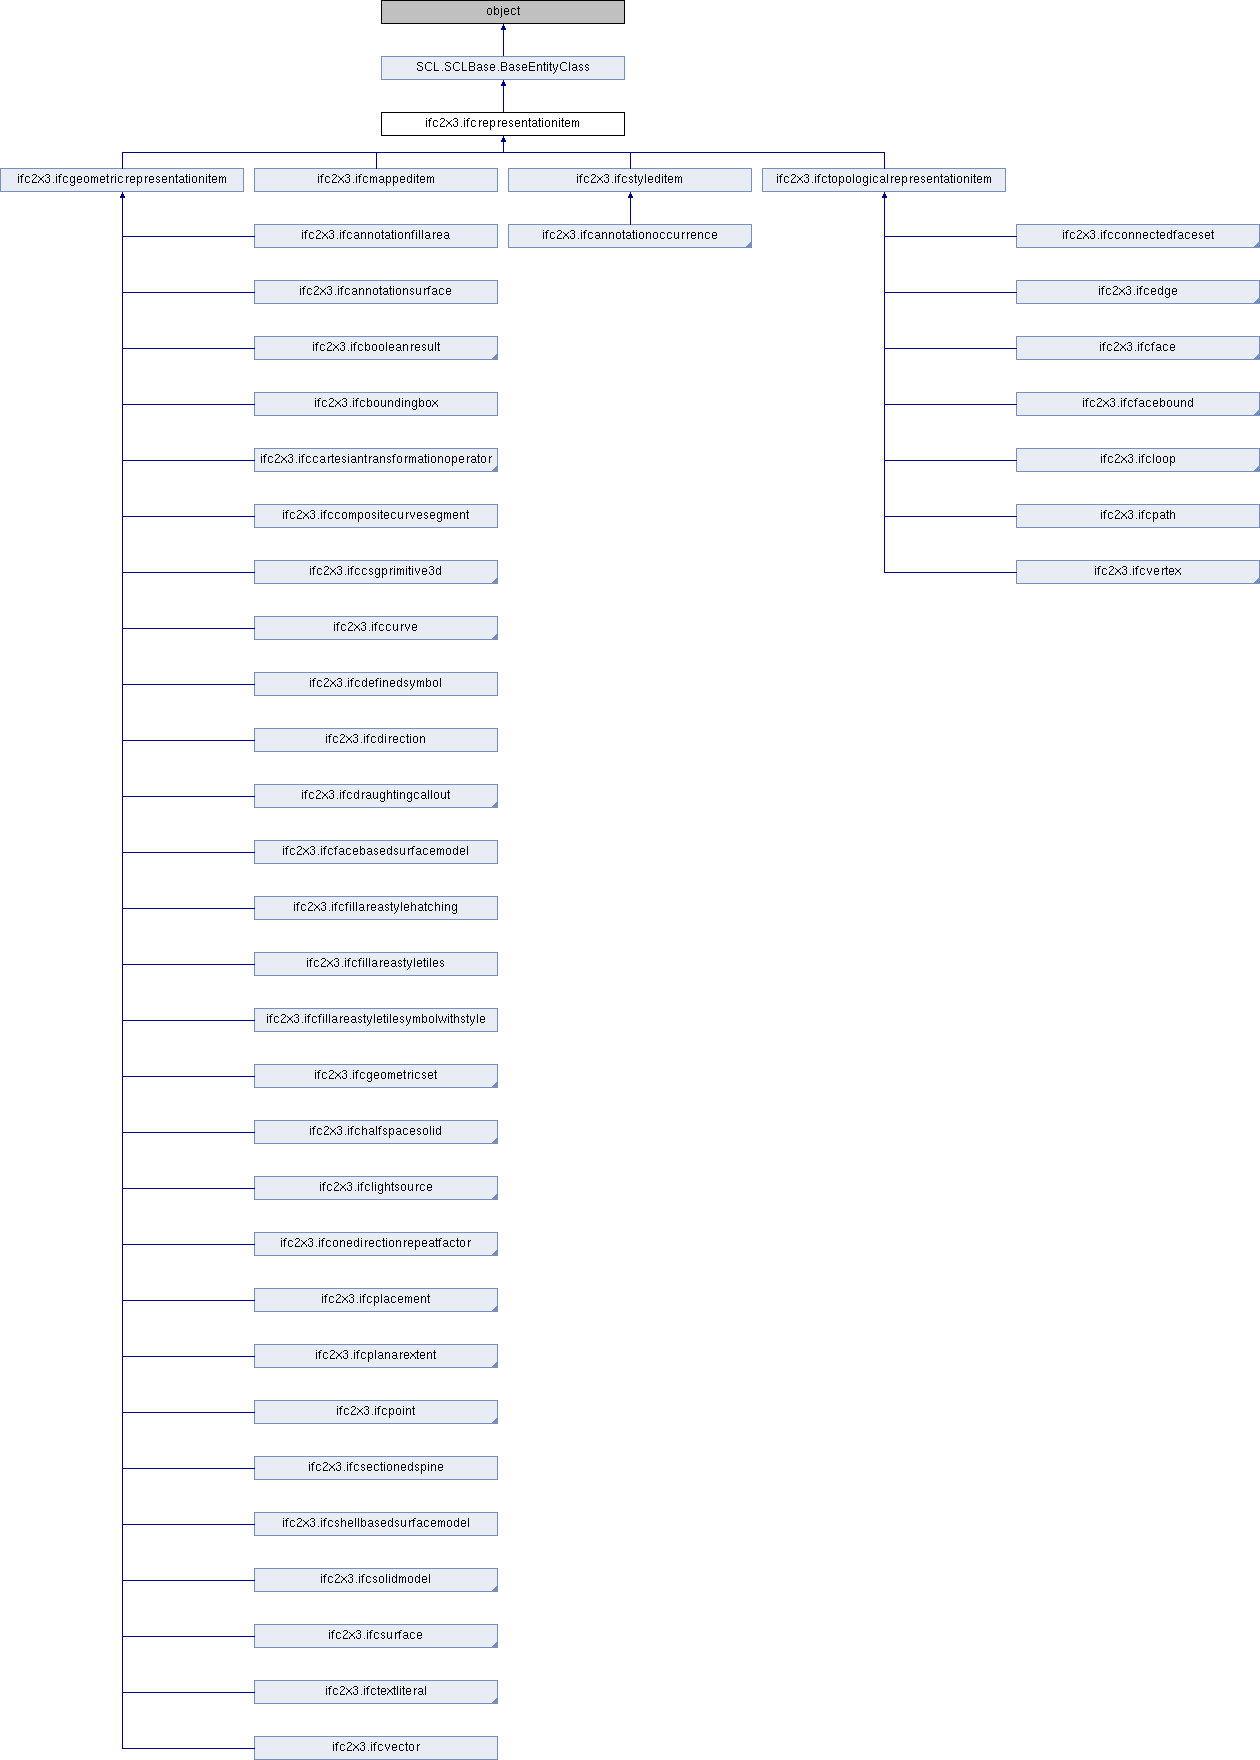 object
SCL.SCLBase.BaseEntityClass
ifc2x3.ifcrepresentationitem
ifc2x3.ifcgeometricrepresentationitem
ifc2x3.ifcmappeditem
ifc2x3.ifcstyleditem
ifc2x3.ifctopologicalrepresentationitem
ifc2x3.ifcannotationfillarea
ifc2x3.ifcannotationoccurrence
ifc2x3.ifcconnectedfaceset
ifc2x3.ifcannotationsurface
ifc2x3.ifcedge
ifc2x3.ifcbooleanresult
ifc2x3.ifcface
ifc2x3.ifcboundingbox
ifc2x3.ifcfacebound
ifc2x3.ifccartesiantransformationoperator
ifc2x3.ifcloop
ifc2x3.ifccompositecurvesegment
ifc2x3.ifcpath
ifc2x3.ifccsgprimitive3d
ifc2x3.ifcvertex
ifc2x3.ifccurve
ifc2x3.ifcdefinedsymbol
ifc2x3.ifcdirection
ifc2x3.ifcdraughtingcallout
ifc2x3.ifcfacebasedsurfacemodel
ifc2x3.ifcfillareastylehatching
ifc2x3.ifcfillareastyletiles
ifc2x3.ifcfillareastyletilesymbolwithstyle
ifc2x3.ifcgeometricset
ifc2x3.ifchalfspacesolid
ifc2x3.ifclightsource
ifc2x3.ifconedirectionrepeatfactor
ifc2x3.ifcplacement
ifc2x3.ifcplanarextent
ifc2x3.ifcpoint
ifc2x3.ifcsectionedspine
ifc2x3.ifcshellbasedsurfacemodel
ifc2x3.ifcsolidmodel
ifc2x3.ifcsurface
ifc2x3.ifctextliteral
ifc2x3.ifcvector